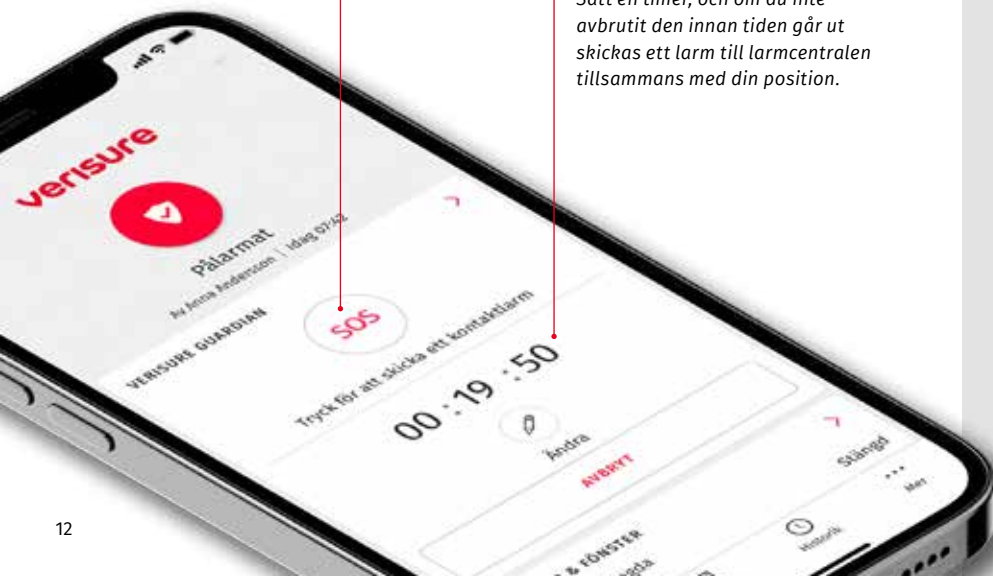 avbrutit den innan tiden går ut
skickas ett larm till larmcentralen
tillsammans med din position.
verisure
Pålarmat
Av Anna Andersson | Idag 07:42
VERISURE GUARDIAN
SOS
Tryck för att skicka ett kontaktlarm
00 : 19 : 50
Ändra
AVBRYT
& FÖNSTER
Stängd
Historik
Mer
12